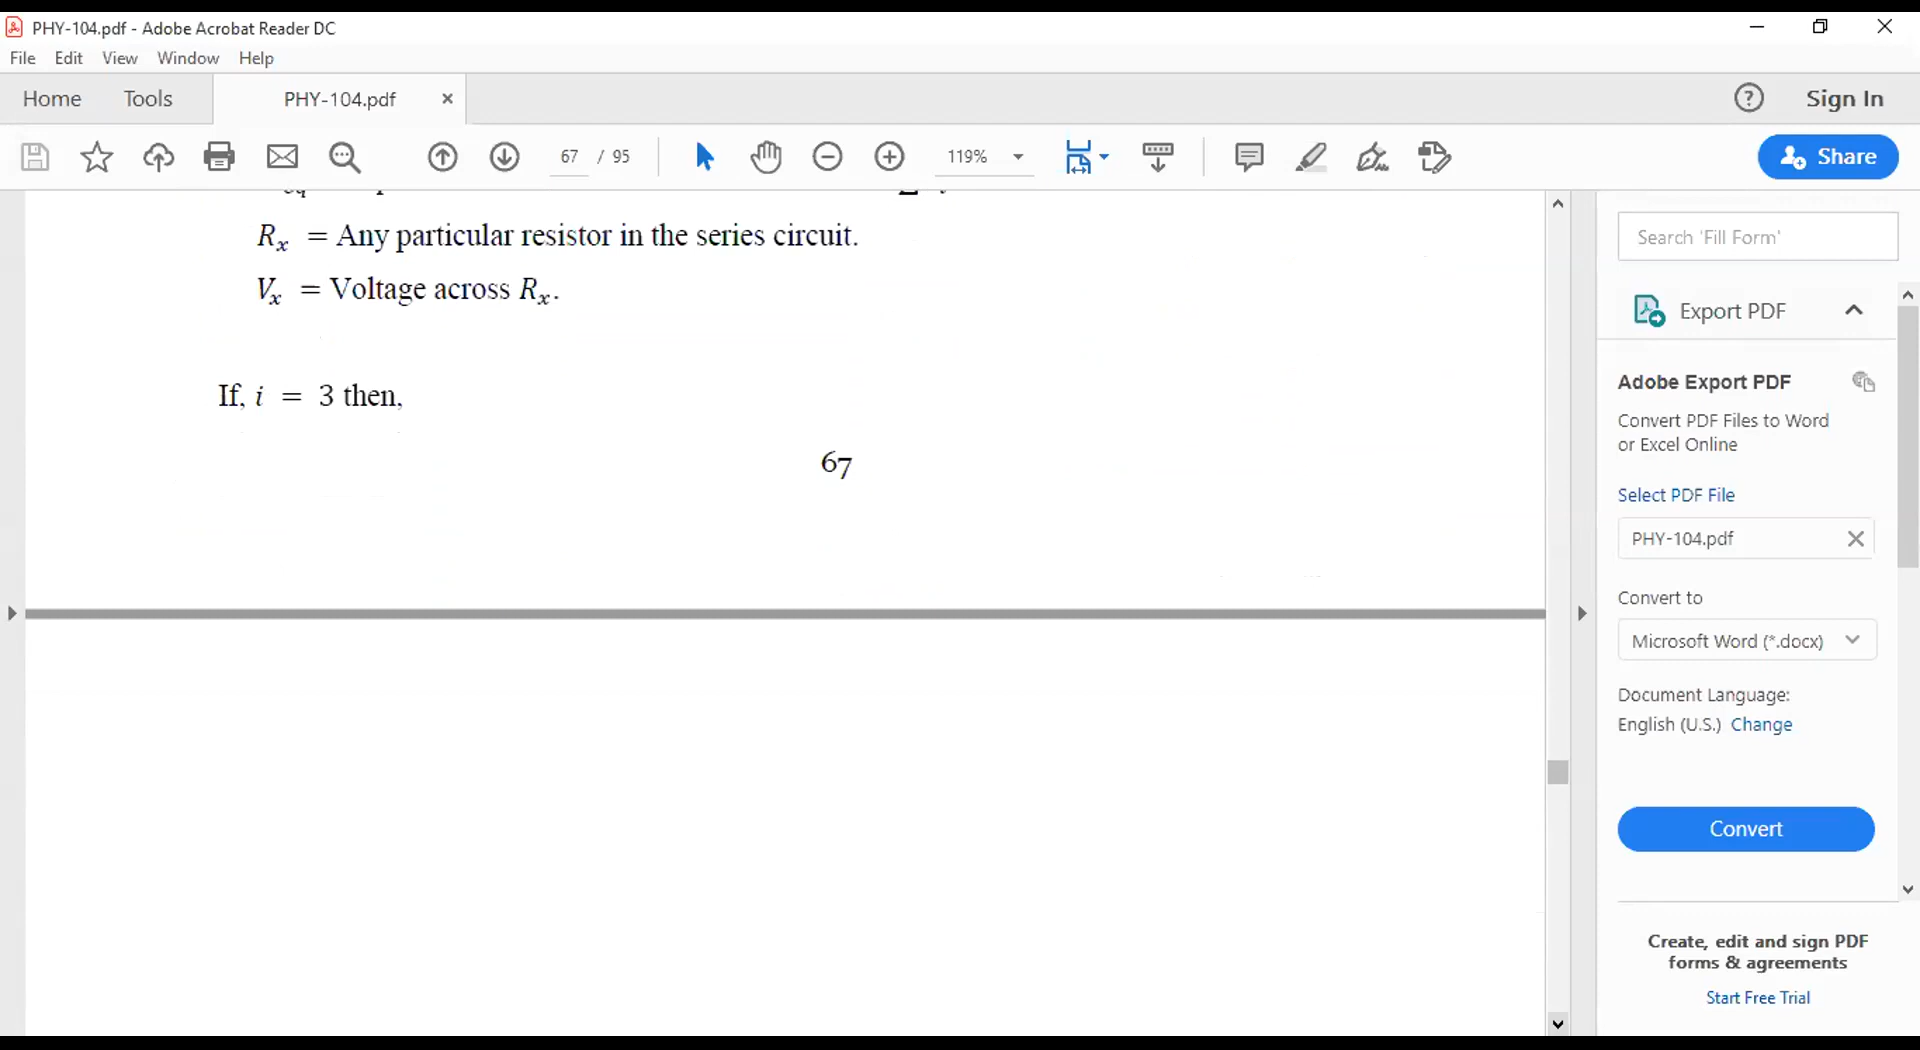 PHY-104.pdf - Adobe Acrobat Reader DC
File Edit View Window Help
Home Tools PHY-104.pdf × ? Sign In
67 / 95 119% Share
Rₓ = Any particular resistor in the series circuit.
Vₓ = Voltage across Rₓ.
If, i = 3 then,
67
Search 'Fill Form'
Export PDF
Adobe Export PDF
Convert PDF Files to Word
or Excel Online
Select PDF File
PHY-104.pdf
Convert to
Microsoft Word (*.docx)
Document Language:
English (U.S.) Change
Convert
Create, edit and sign PDF
forms & agreements
Start Free Trial